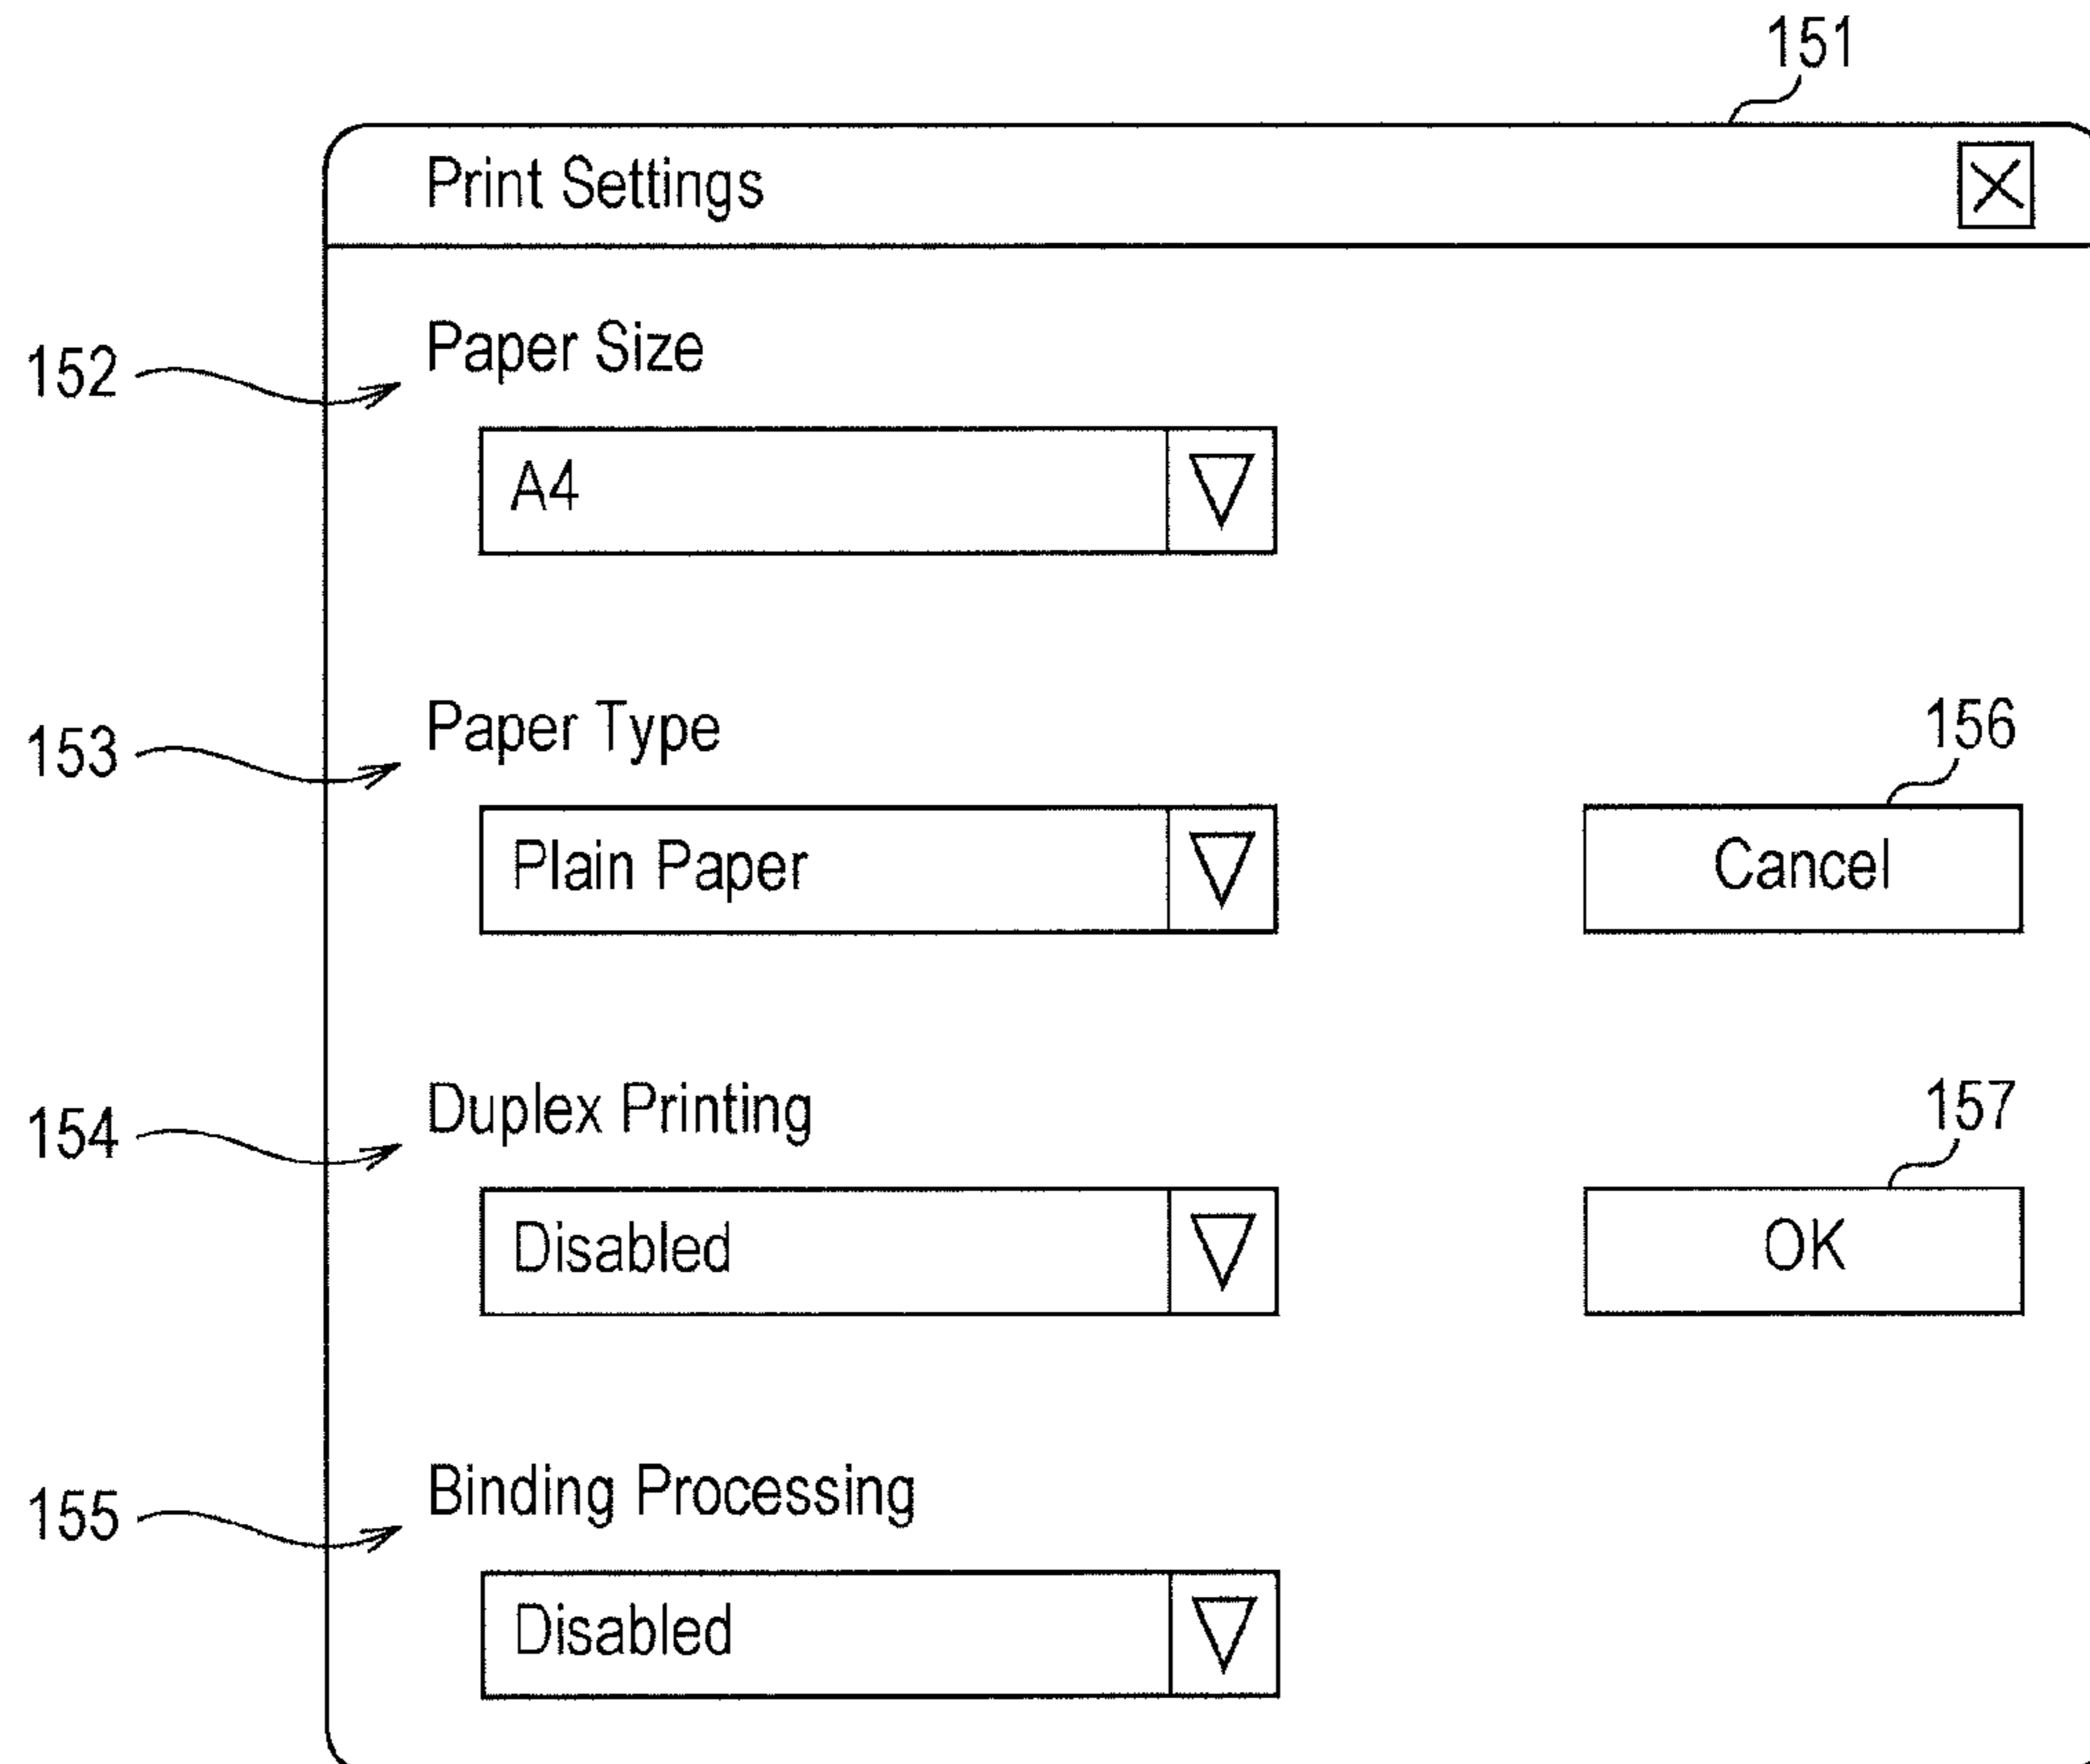 151
Print Settings
152
Paper Size
A4
153
Paper Type
156
Plain Paper
Cancel
154
Duplex Printing
157
Disabled
OK
155
Binding Processing
Disabled